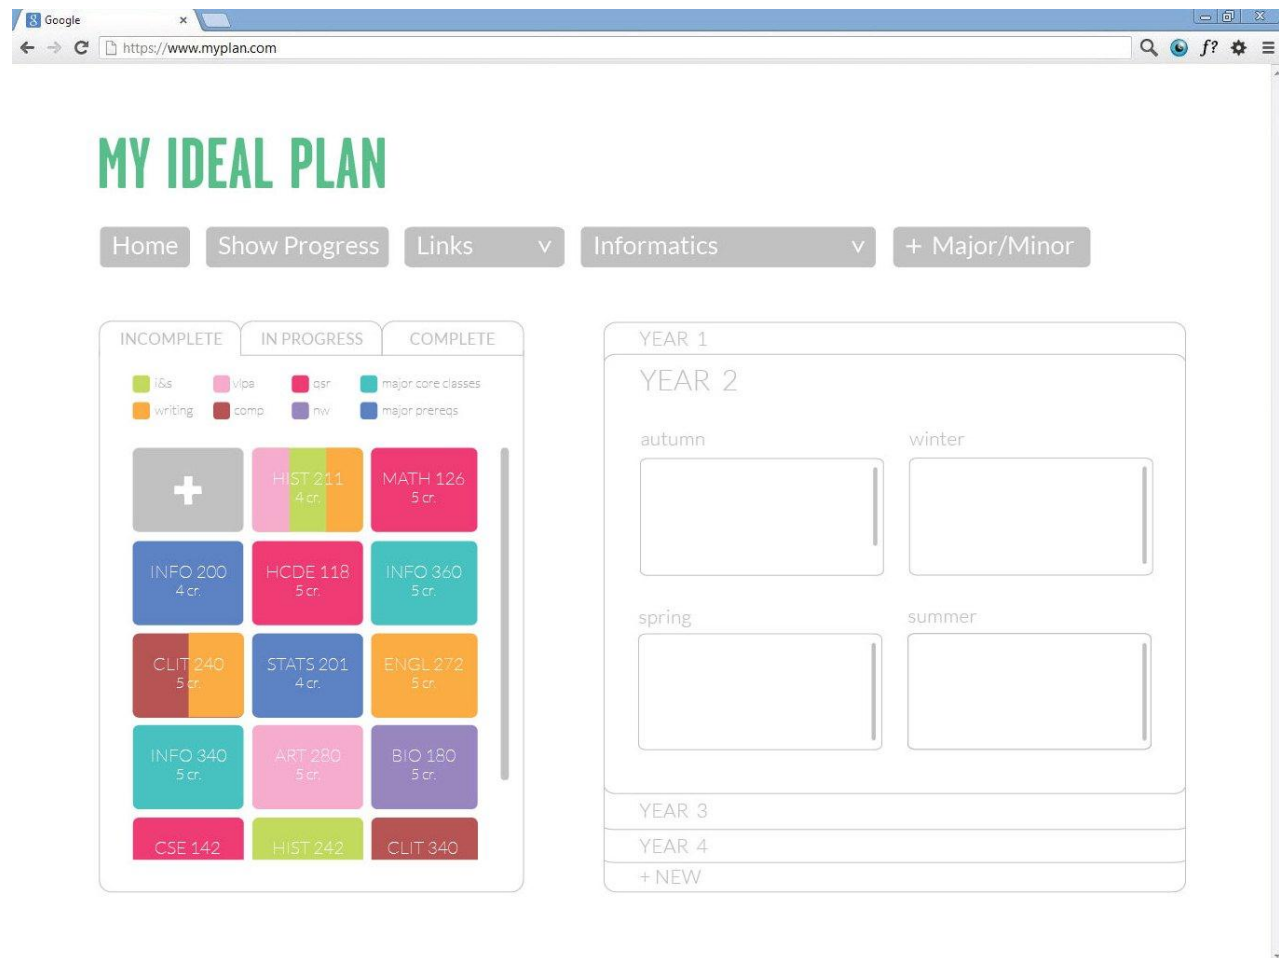 Google
https://www.myplan.com
f?
MY IDEAL PLAN
Home
Show Progress
Links
Informatics
+ Major/Minor
INCOMPLETE
IN PROGRESS
COMPLETE
i&s
vlpa
qsr
major core classes
writing
comp
nw
major prereqs
HIST 211
4 cr.
MATH 126
5 cr.
INFO 200
4 cr.
HCDE 118
5 cr.
INFO 360
5 cr.
CLIT 240
5 cr.
STATS 201
4 cr.
ENGL 272
5 cr.
INFO 340
5 cr.
ART 280
5 cr.
BIO 180
5 cr.
CSE 142
HIST 242
CLIT 340
YEAR 1
YEAR 2
autumn
winter
spring
summer
YEAR 3
YEAR 4
+ NEW